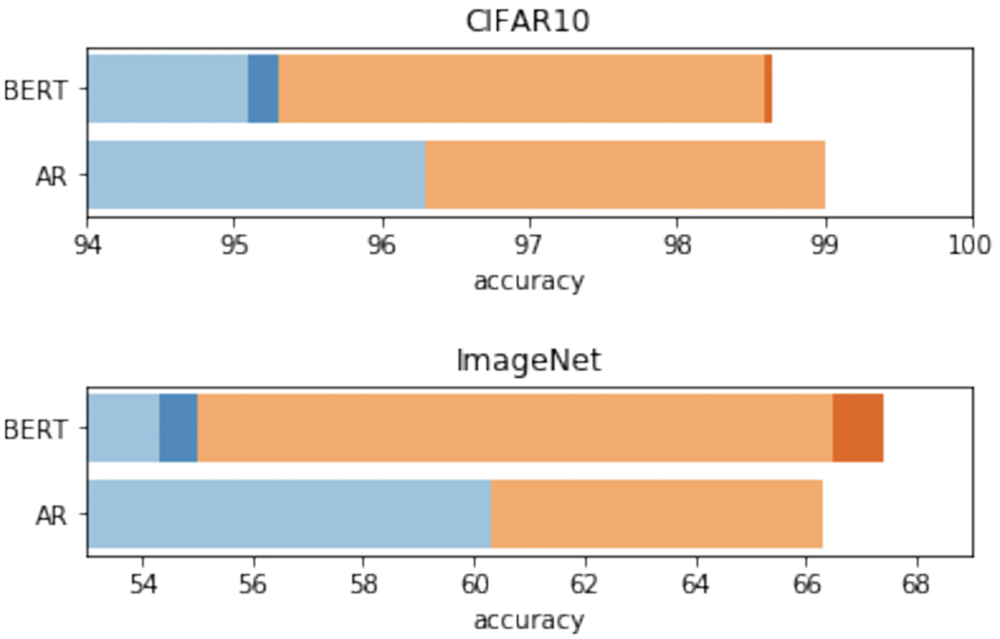 CIFAR10
BERT
AR
94 95 96 97 98 99 100
accuracy
ImageNet
BERT
AR
54 56 58 60 62 64 66 68
accuracy